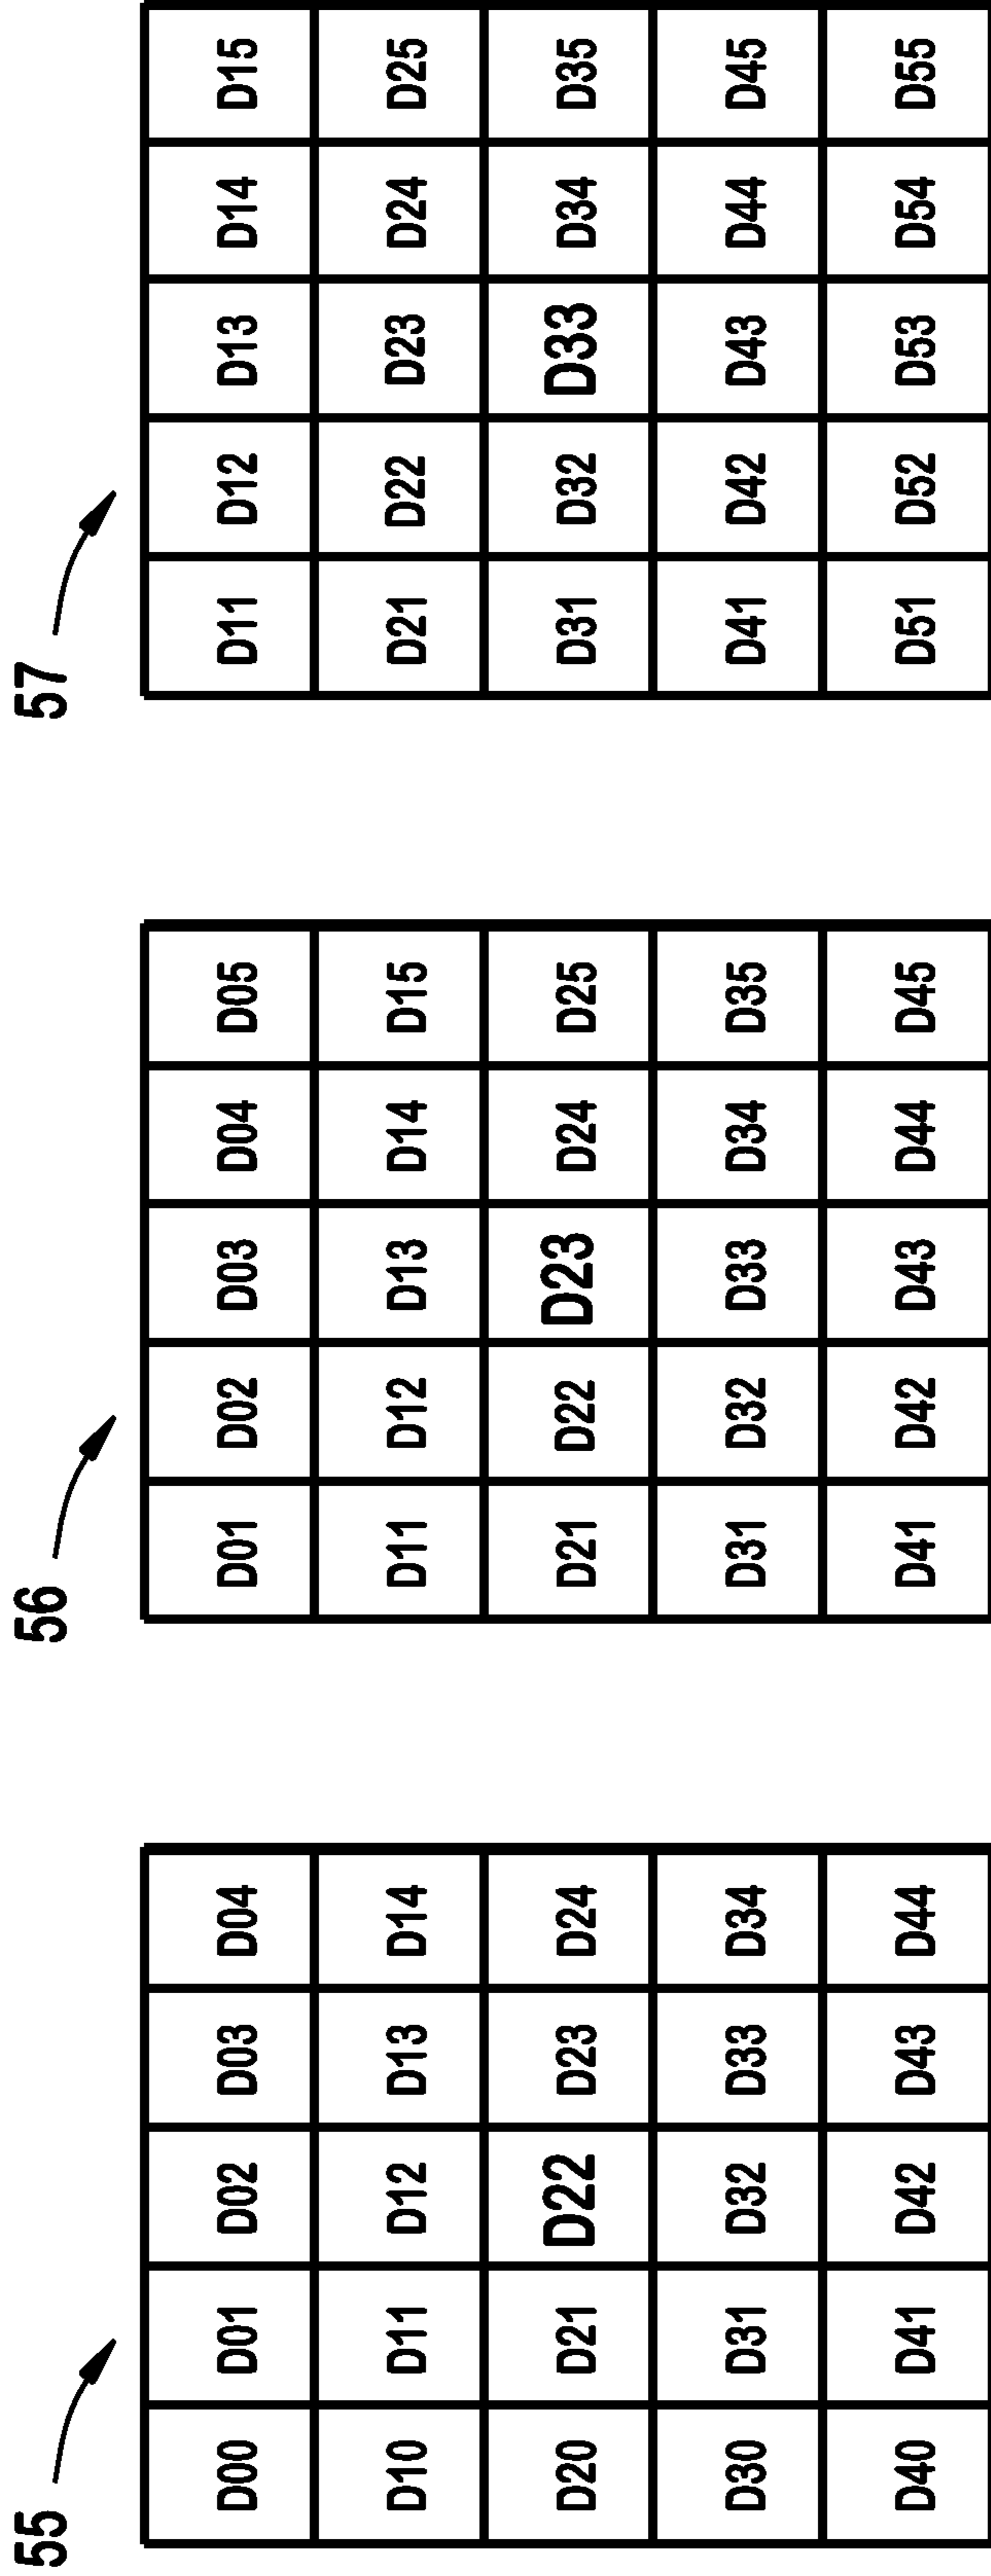 55
D00 D01 D02 D03 D04
D10 D11 D12 D13 D14
D20 D21 D22 D23 D24
D30 D31 D32 D33 D34
D40 D41 D42 D43 D44
56
D01 D02 D03 D04 D05
D11 D12 D13 D14 D15
D21 D22 D23 D24 D25
D31 D32 D33 D34 D35
D41 D42 D43 D44 D45
57
D11 D12 D13 D14 D15
D21 D22 D23 D24 D25
D31 D32 D33 D34 D35
D41 D42 D43 D44 D45
D51 D52 D53 D54 D55